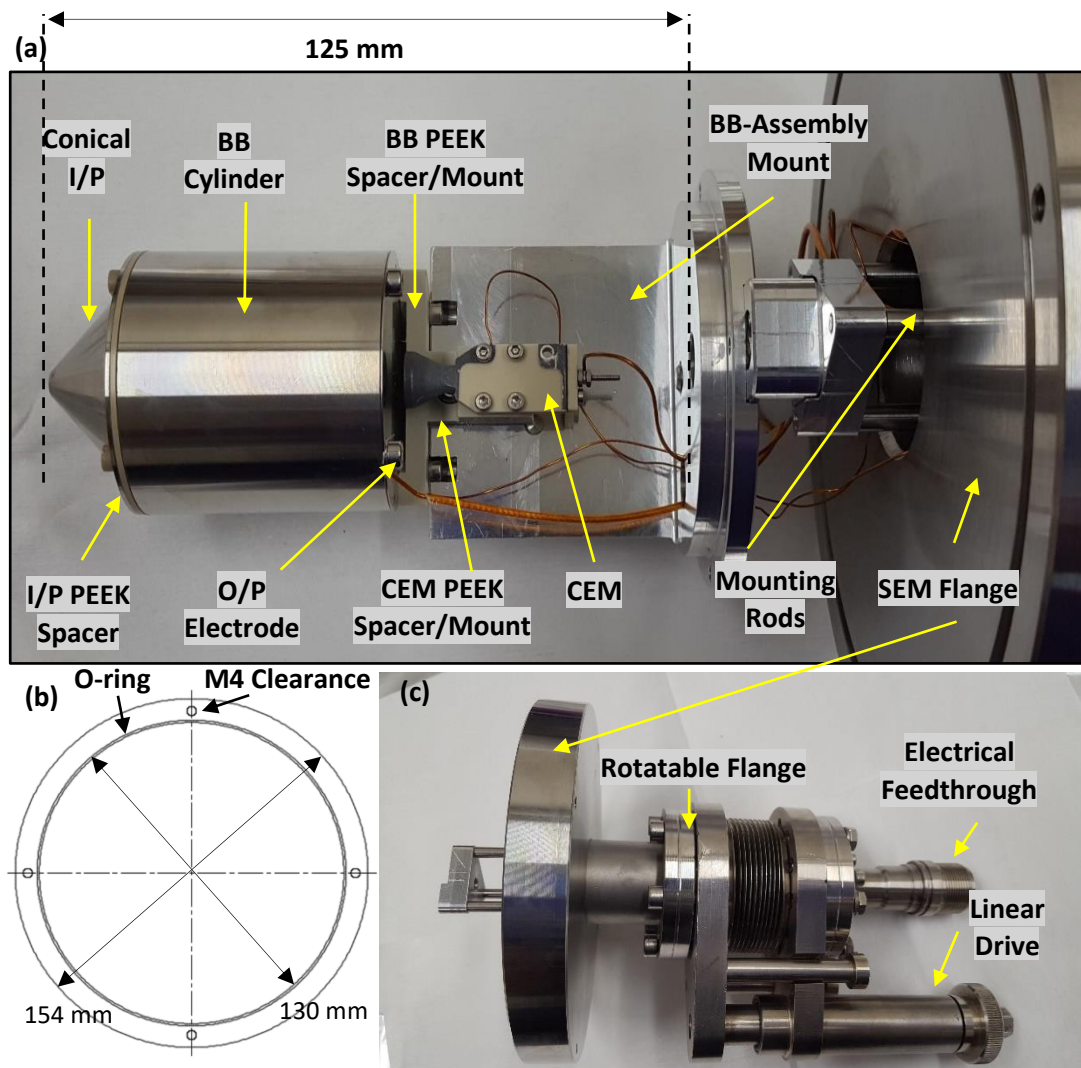 125 mm
(a)
Conical
I/P
BB
Cylinder
BB PEEK
Spacer/Mount
BB-Assembly
Mount
I/P PEEK
Spacer
O/P
Electrode
CEM PEEK
Spacer/Mount
CEM
Mounting
Rods
SEM Flange
(b)
O-ring
M4 Clearance
154 mm
130 mm
(c)
Rotatable Flange
Electrical
Feedthrough
Linear
Drive